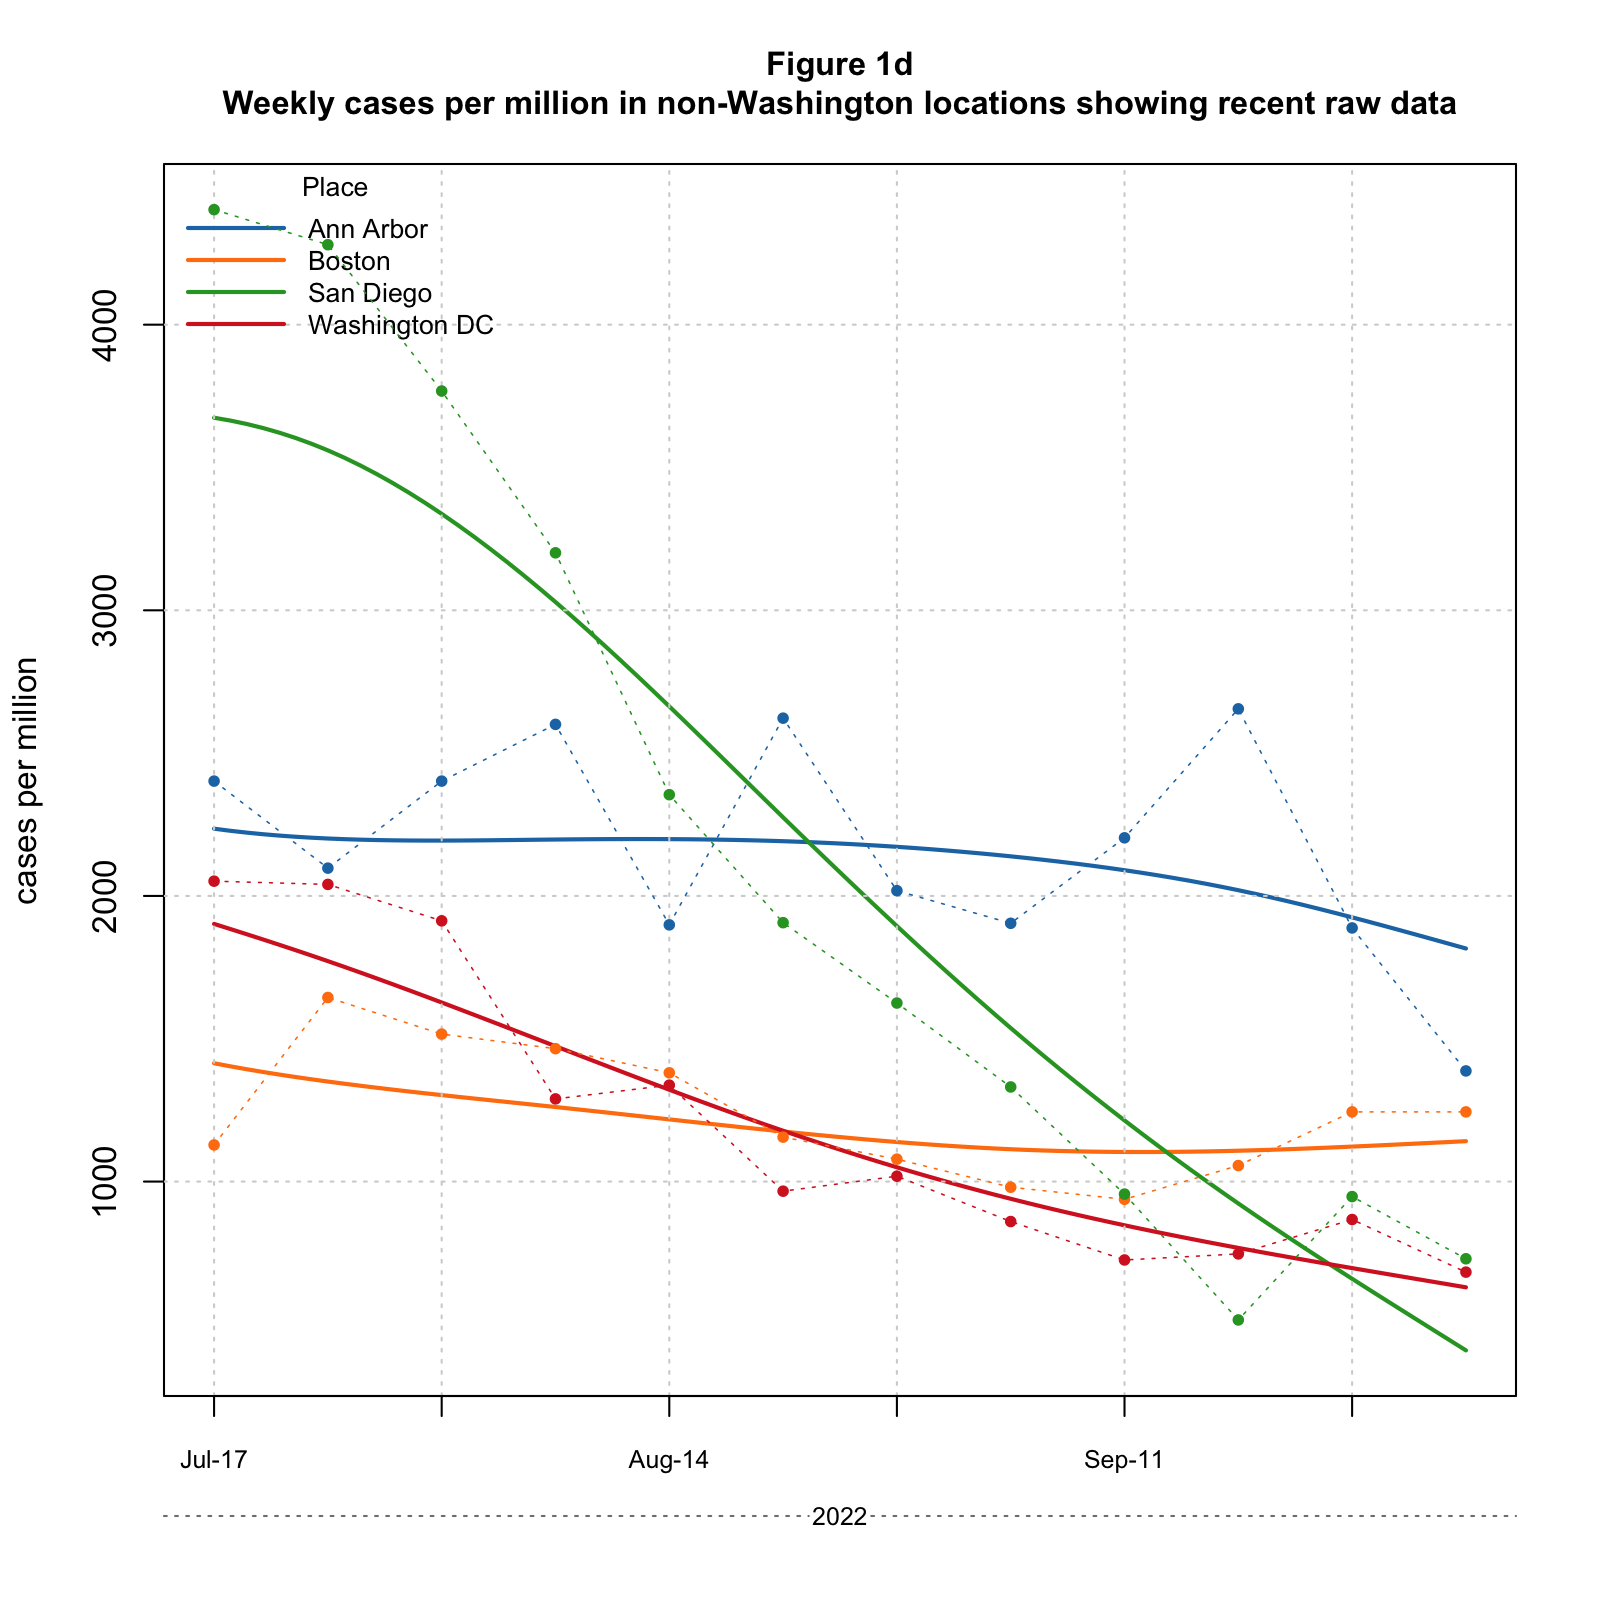 Figure 1d
Weekly cases per million in non-Washington locations showing recent raw data
Place
Ann Arbor
Boston
San Diego
Washington DC
cases per million
4000
3000
2000
1000
Jul-17
Aug-14
Sep-11
2022